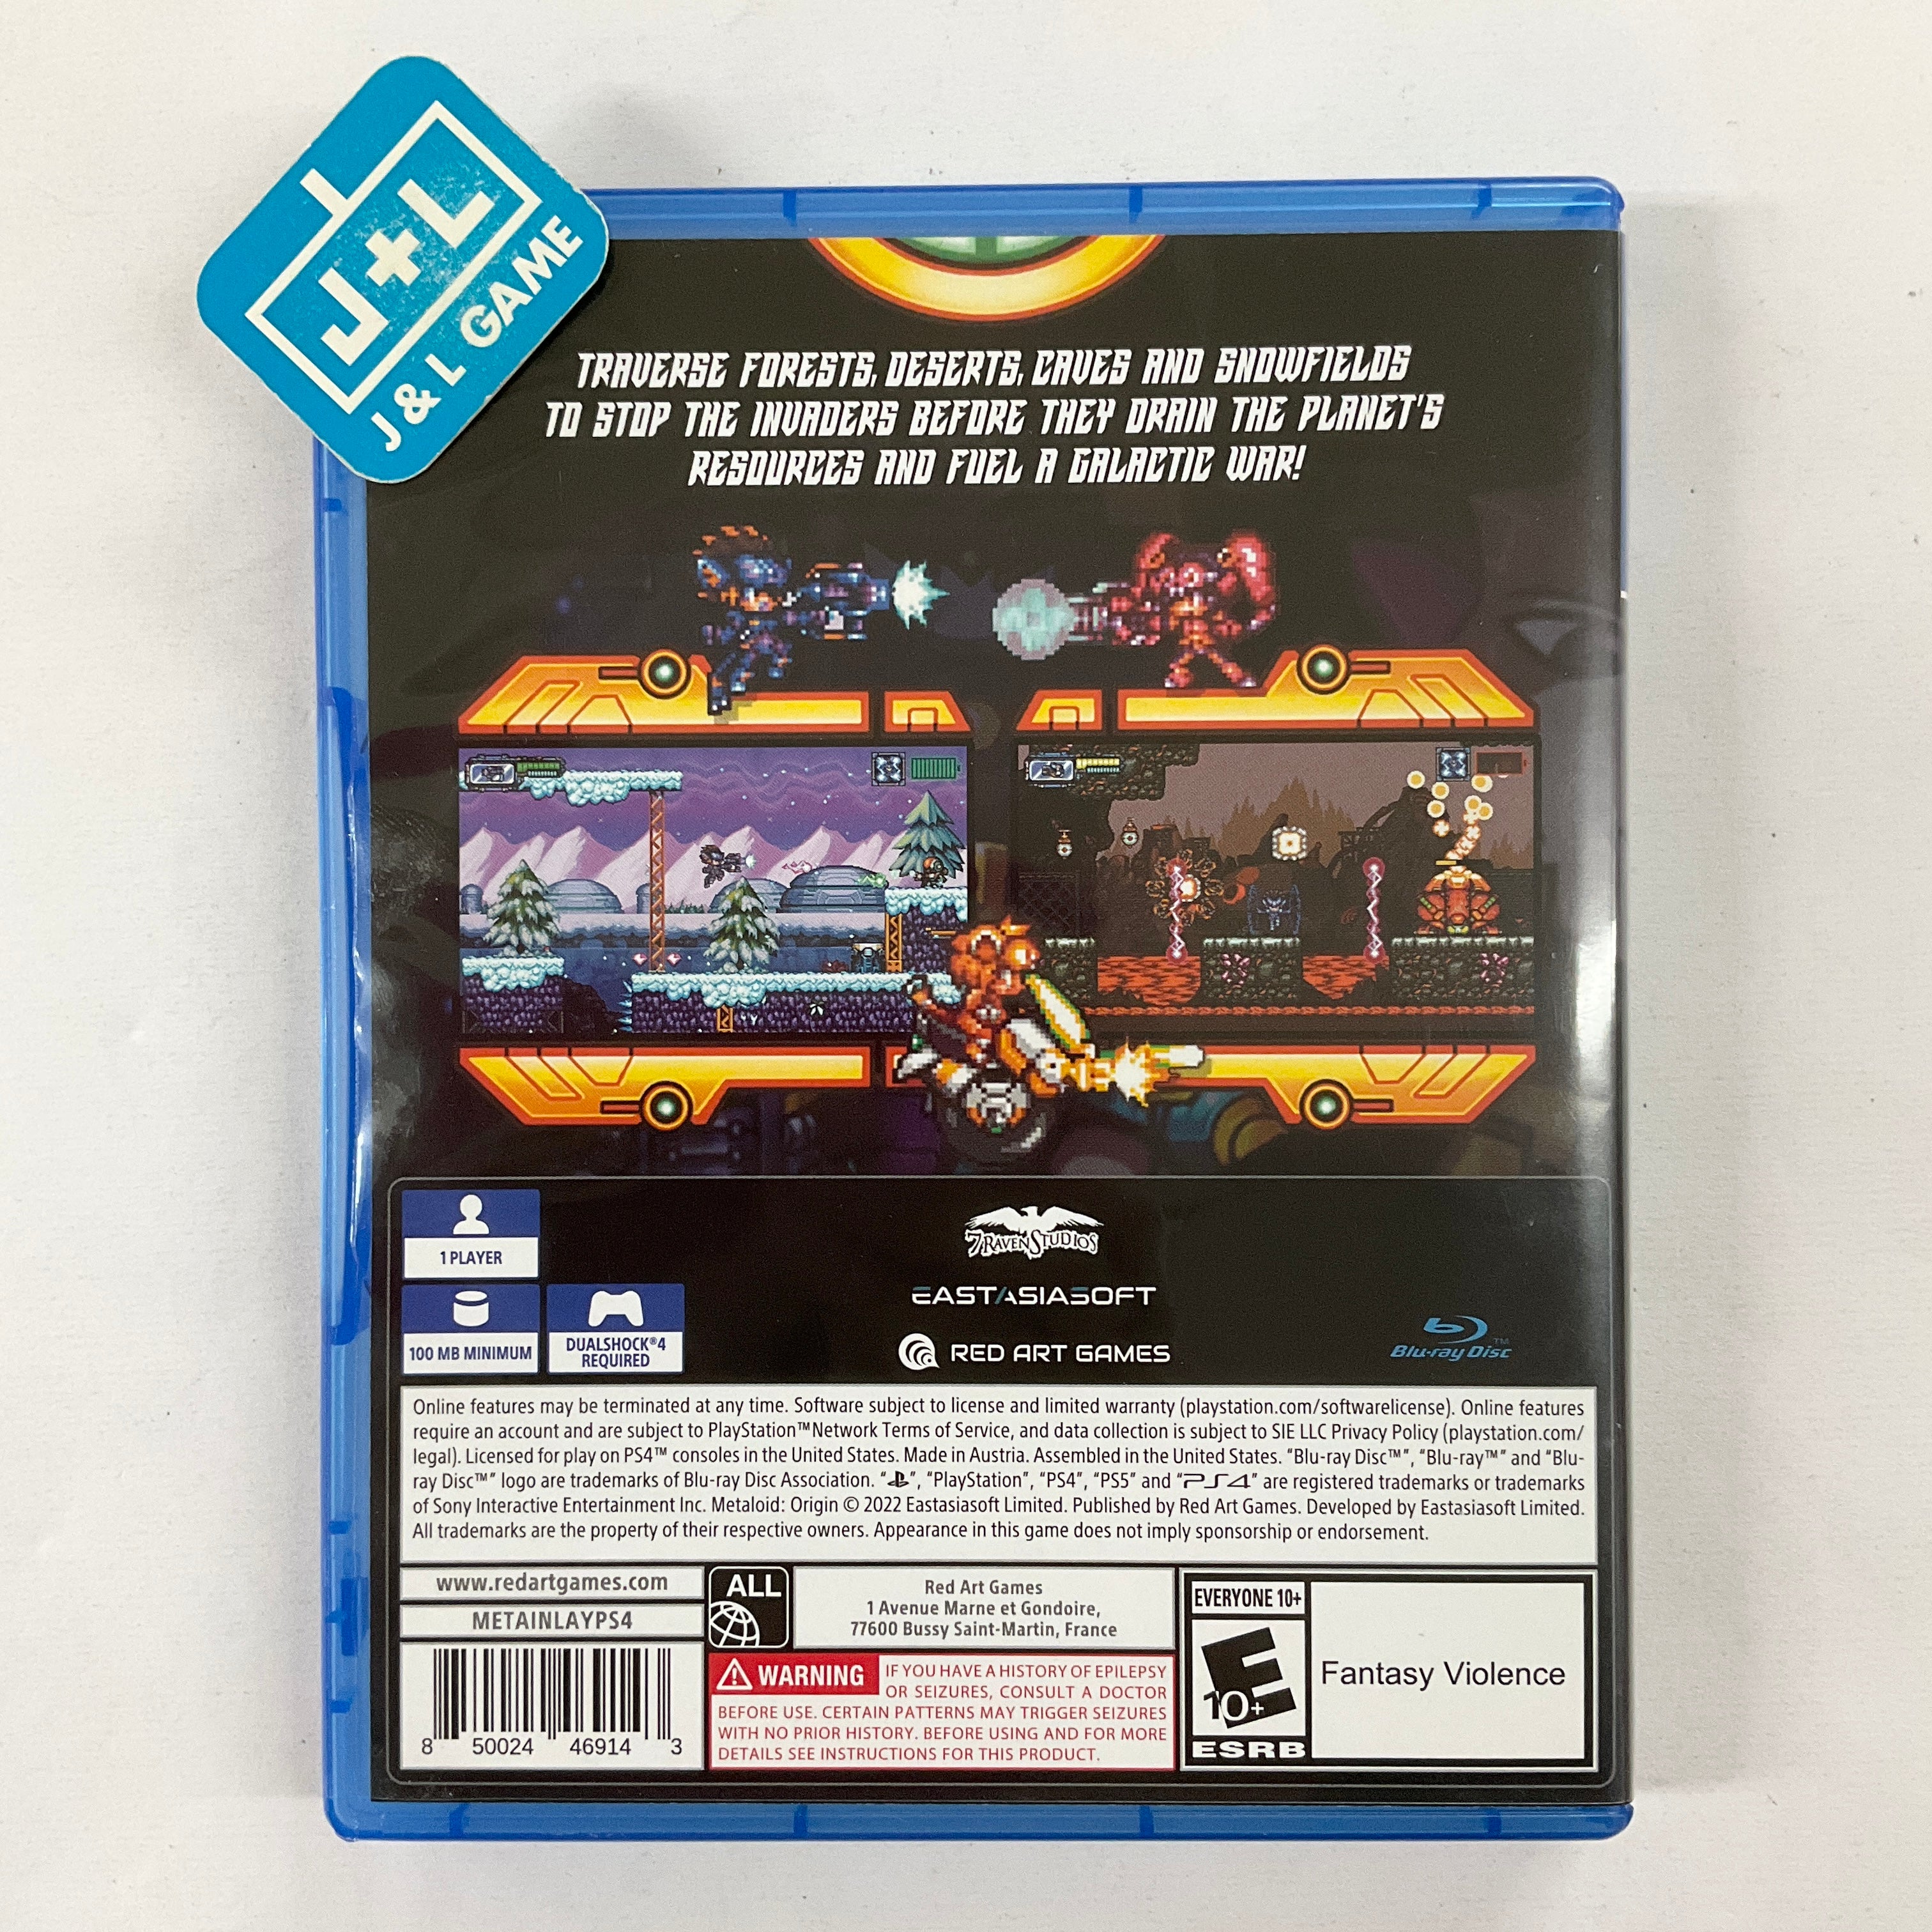 J+L
J & L GAME
TRAVERSE FORESTS, DESERTS, CAVES AND SNOWFIELDS
TO STOP THE INVADERS BEFORE THEY DRAIN THE PLANET'S
RESOURCES AND FUEL A GALACTIC WAR!
1 PLAYER
100 MB MINIMUM
DUALSHOCK®4
REQUIRED
7 RAVEN STUDIOS
EASTASIASOFT
RED ART GAMES
Blu-ray Disc™
Online features may be terminated at any time. Software subject to license and limited warranty (playstation.com/softwarelicense). Online features
require an account and are subject to PlayStation™Network Terms of Service, and data collection is subject to SIE LLC Privacy Policy (playstation.com/
legal). Licensed for play on PS4™ consoles in the United States. Made in Austria. Assembled in the United States. "Blu-ray Disc™", "Blu-ray™" and "Blu-
ray Disc™" logo are trademarks of Blu-ray Disc Association. "PS", "PlayStation", "PS4", "PS5" and "PS4" are registered trademarks or trademarks
of Sony Interactive Entertainment Inc. Metaloid: Origin © 2022 Eastasiasoft Limited. Published by Red Art Games. Developed by Eastasiasoft Limited.
All trademarks are the property of their respective owners. Appearance in this game does not imply sponsorship or endorsement.
www.redartgames.com
METAINLAYPS4
8 50024 46914 3
ALL
Red Art Games
1 Avenue Marne et Gondoire,
77600 Bussy Saint-Martin, France
WARNING IF YOU HAVE A HISTORY OF EPILEPSY
OR SEIZURES, CONSULT A DOCTOR
BEFORE USE. CERTAIN PATTERNS MAY TRIGGER SEIZURES
WITH NO PRIOR HISTORY. BEFORE USING AND FOR MORE
DETAILS SEE INSTRUCTIONS FOR THIS PRODUCT.
EVERYONE 10+
E
10+
ESRB
Fantasy Violence